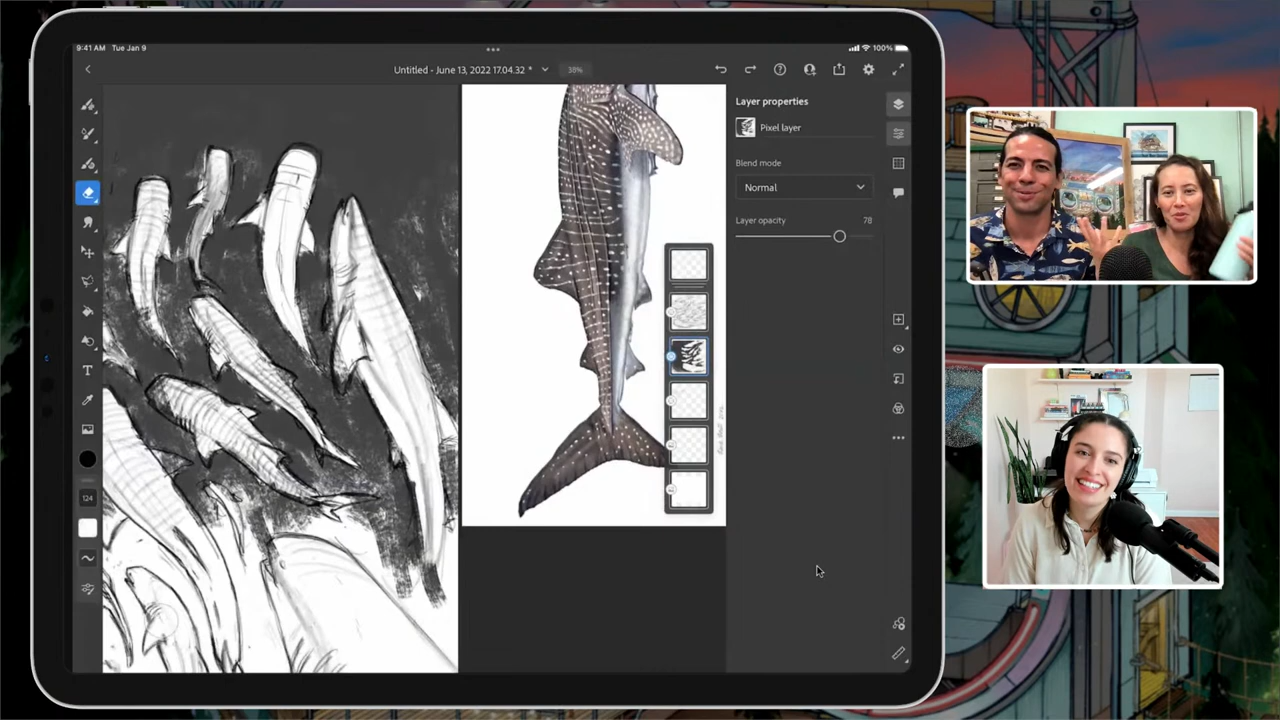 9:41 AM Tue Jan 9
100%
Untitled - June 13, 2022 17.04.32 *
38%
Layer properties
Pixel layer
Blend mode
Normal
Layer opacity
78
T
124